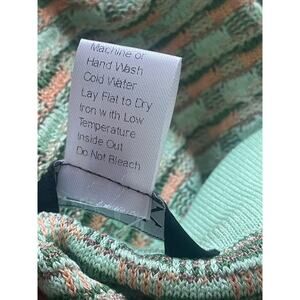 Machine or
Hand Wash
Cold Water
Lay Flat to Dry
Iron with Low
Temperature
Inside Out
Do Not Bleach